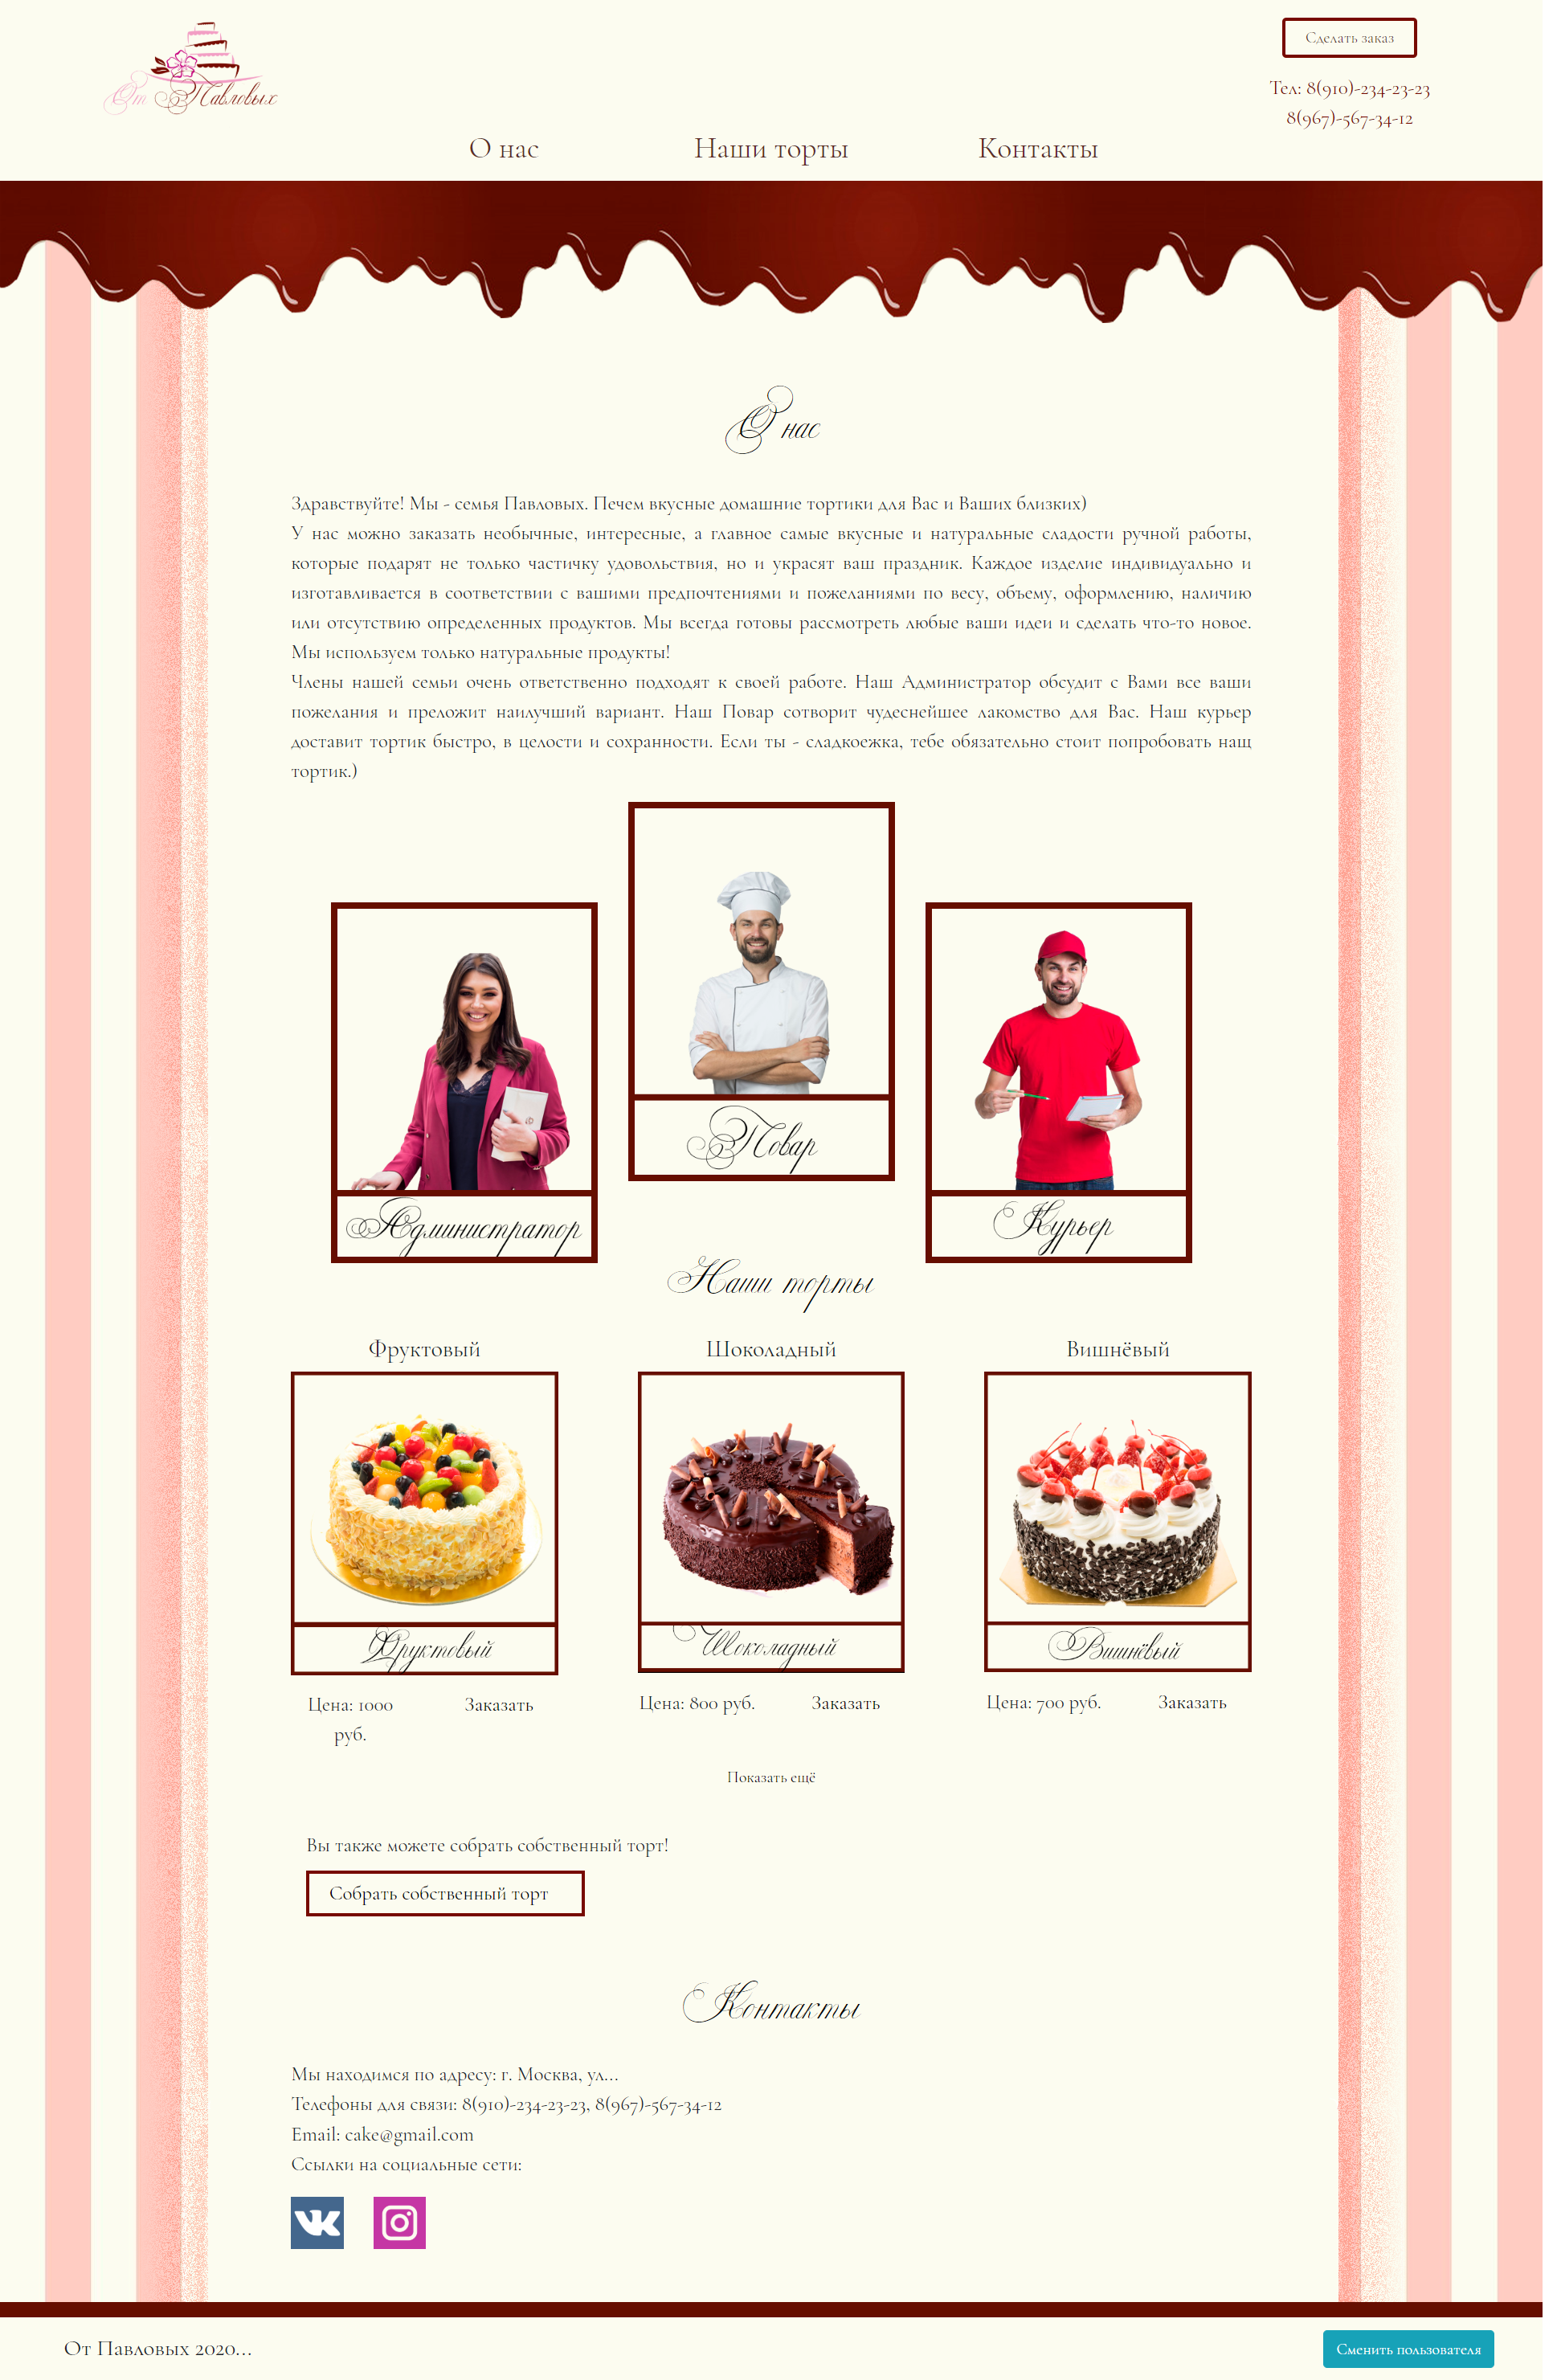 От Павловых
Сделать заказ
Тел: 8(910)-234-23-23
8(967)-567-34-12
О нас
Наши торты
Контакты
О нас
Здравствуйте! Мы - семья Павловых. Печем вкусные домашние тортики для Вас и Ваших близких)
У нас можно заказать необычные, интересные, а главное самые вкусные и натуральные сладости ручной работы,
которые подарят не только частичку удовольствия, но и украсят ваш праздник. Каждое изделие индивидуально и
изготавливается в соответствии с вашими предпочтениями и пожеланиями по весу, объему, оформлению, наличию
или отсутствию определенных продуктов. Мы всегда готовы рассмотреть любые ваши идеи и сделать что-то новое.
Мы используем только натуральные продукты!
Члены нашей семьи очень ответственно подходят к своей работе. Наш Администратор обсудит с Вами все ваши
пожелания и преложит наилучший вариант. Наш Повар сотворит чудеснейшее лакомство для Вас. Наш курьер
доставит тортик быстро, в целости и сохранности. Если ты - сладкоежка, тебе обязательно стоит попробовать нащ
тортик.)
Администратор
Повар
Курьер
Наши торты
Фруктовый
Шоколадный
Вишнёвый
Фруктовый
Шоколадный
Вишнёвый
Цена: 1000
руб.
Заказать
Цена: 800 руб.
Заказать
Цена: 700 руб.
Заказать
Показать ещё
Вы также можете собрать собственный торт!
Собрать собственный торт
Контакты
Мы находимся по адресу: г. Москва, ул...
Телефоны для связи: 8(910)-234-23-23, 8(967)-567-34-12
Email: cake@gmail.com
Ссылки на социальные сети:
От Павловых 2020...
Сменить пользователя